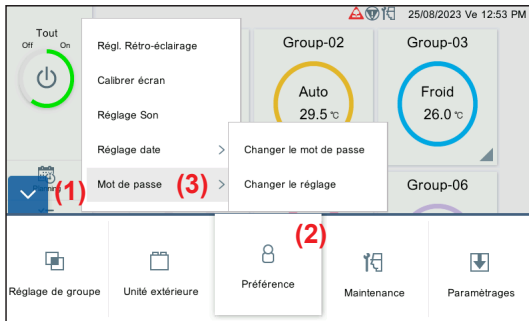 25/08/2023 Ve 12:53 PM
Tout
Off On
Régl. Rétro-éclairage
Calibrer écran
Réglage Son
Réglage date >
Mot de passe (3) >
Changer le mot de passe
Changer le réglage
Group-02
Auto
29.5 ℃
Group-03
Froid
26.0 ℃
Group-06
(1)
(2)
Réglage de groupe
Unité extérieure
Préférence
Maintenance
Paramètrages